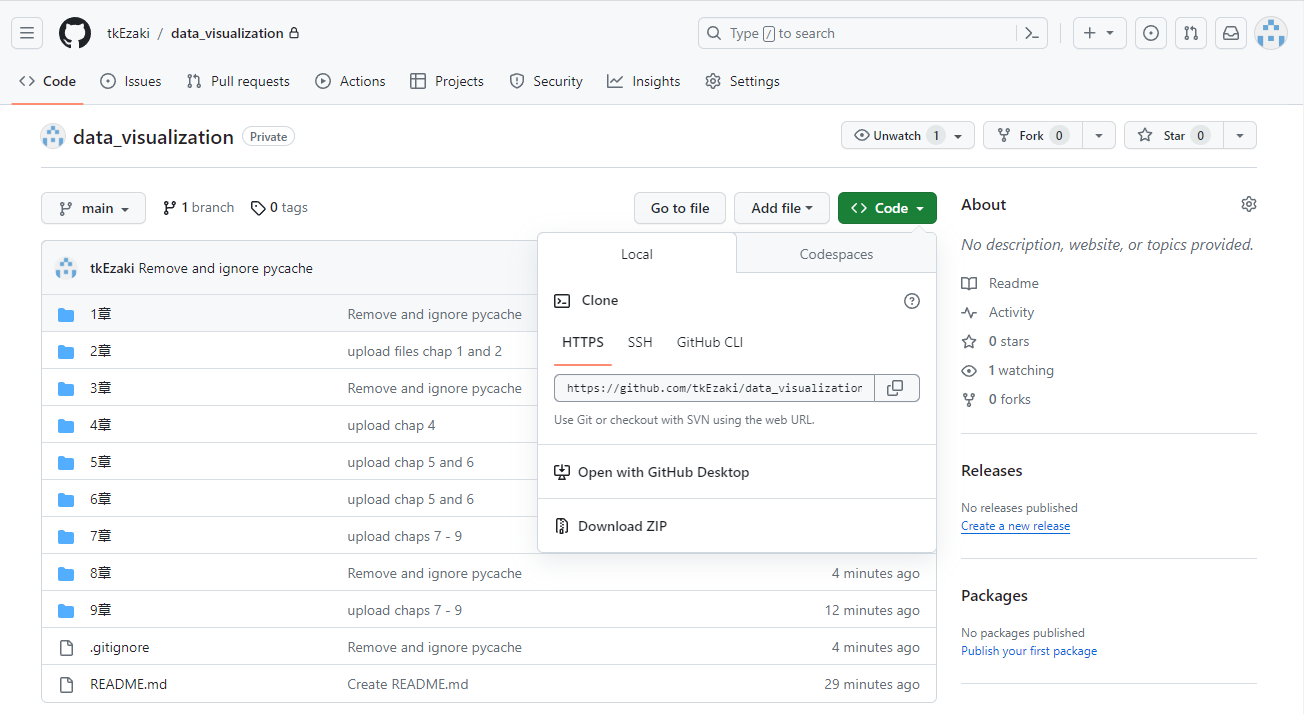 tkEzaki / data_visualization
Type / to search
Code Issues Pull requests Actions Projects Security Insights Settings
data_visualization Private
Unwatch 1 Fork 0 Star 0
main 1 branch 0 tags Go to file Add file Code
tkEzaki Remove and ignore pycache
1章 Remove and ignore pycache
2章 upload files chap 1 and 2
3章 Remove and ignore pycache
4章 upload chap 4
5章 upload chap 5 and 6
6章 upload chap 5 and 6
7章 upload chaps 7 - 9
8章 Remove and ignore pycache 4 minutes ago
9章 upload chaps 7 - 9 12 minutes ago
.gitignore Remove and ignore pycache 4 minutes ago
README.md Create README.md 29 minutes ago
Local Codespaces
Clone
HTTPS SSH GitHub CLI
https://github.com/tkEzaki/data_visualization
Use Git or checkout with SVN using the web URL.
Open with GitHub Desktop
Download ZIP
About
No description, website, or topics provided.
Readme
Activity
0 stars
1 watching
0 forks
Releases
No releases published
Create a new release
Packages
No packages published
Publish your first package